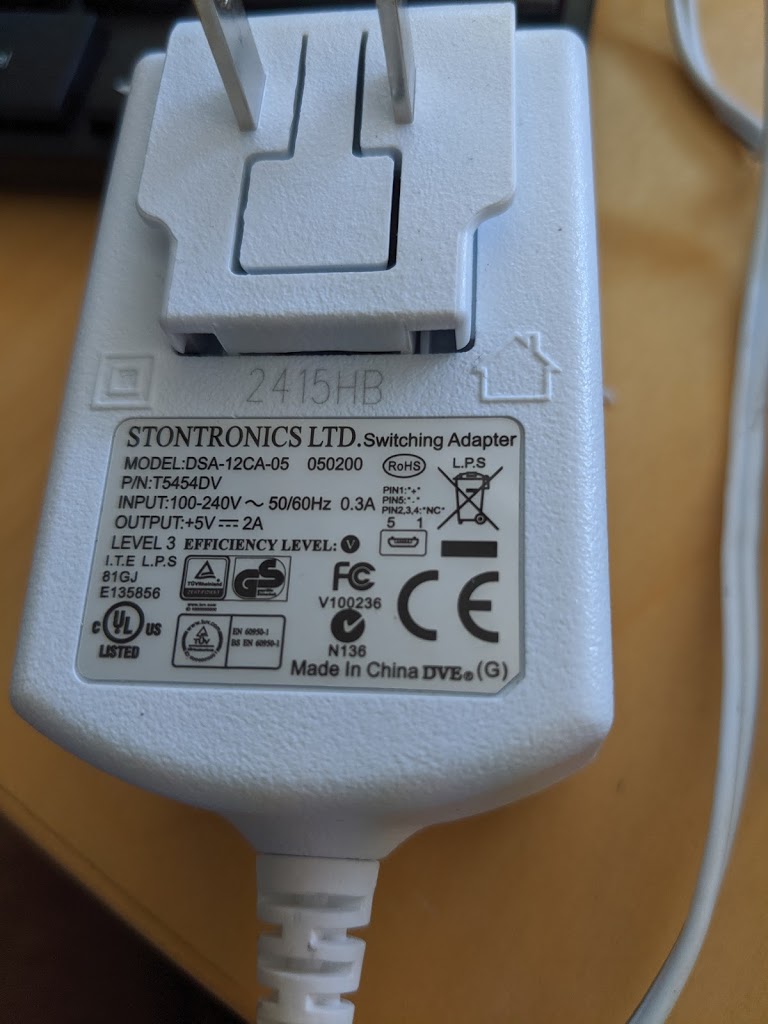 2415HB
STONTRONICS LTD. Switching Adapter
MODEL:DSA-12CA-05 050200
RoHS
L.P.S
P/N:T5454DV
INPUT:100-240V ~ 50/60Hz 0.3A
PIN1:"+"
PIN5:"-"
PIN2,3,4:"NC"
OUTPUT:+5V ⎓ 2A
5 1
LEVEL 3 EFFICIENCY LEVEL: V
I.T.E L.P.S
81GJ
E135856
TÜVRheinland
GS
FC
V100236
CE
c UL US
LISTED
TÜV
EN 60950-1
BS EN 60950-1
N136
Made In China DVE® (G)